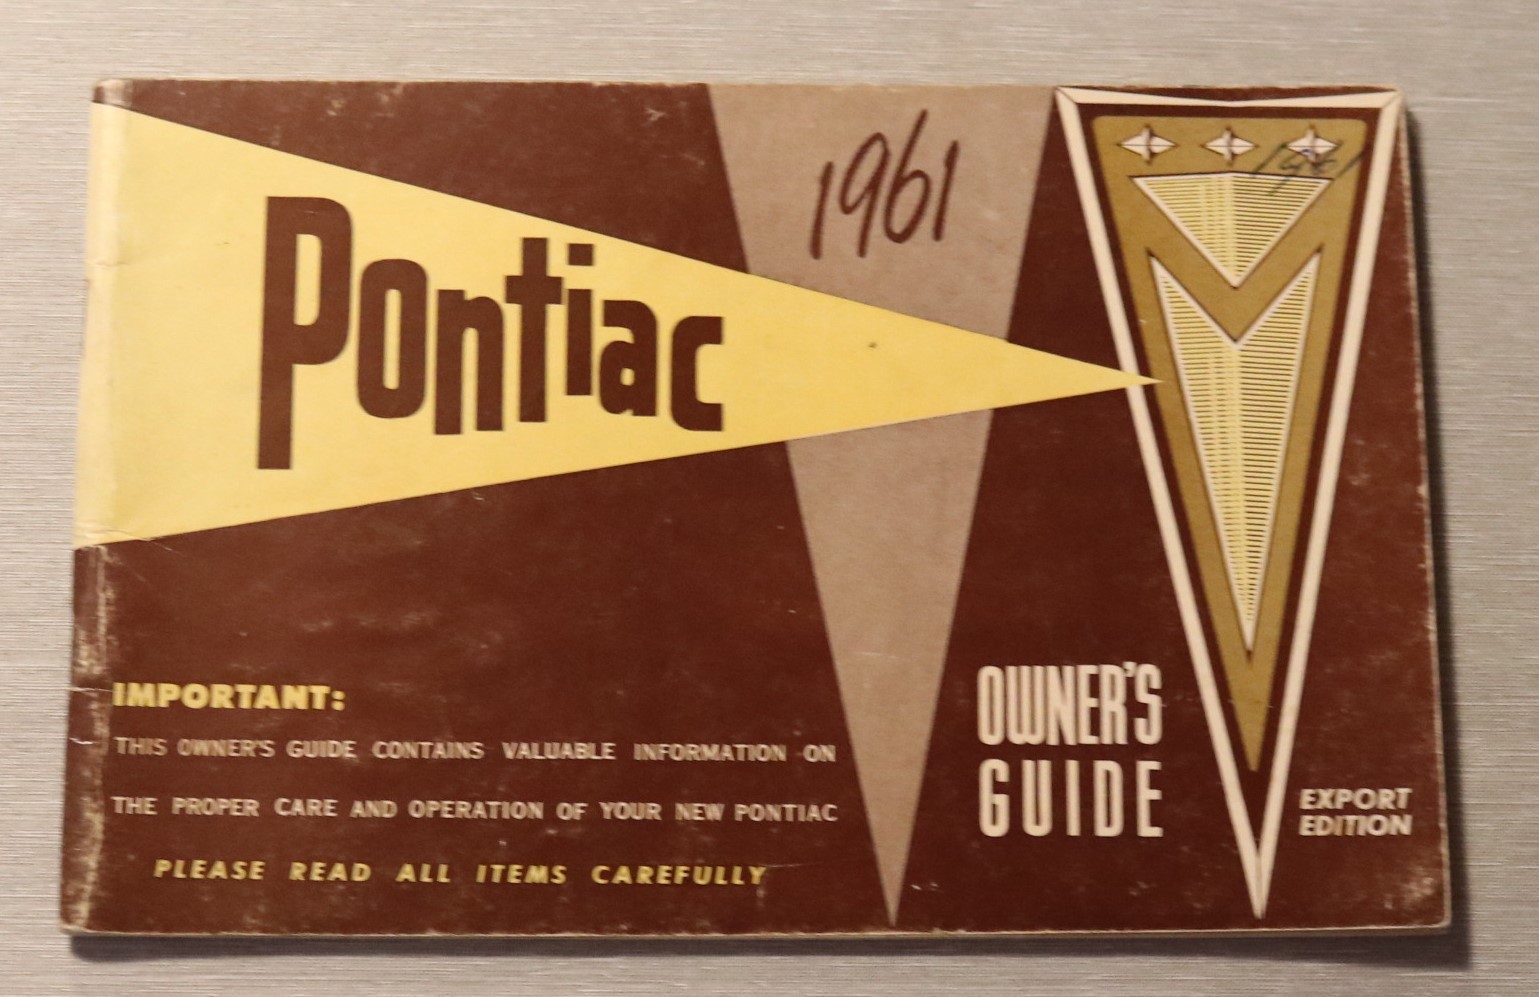 Pontiac
1961
1961
IMPORTANT:
THIS OWNER'S GUIDE CONTAINS VALUABLE INFORMATION ON
THE PROPER CARE AND OPERATION OF YOUR NEW PONTIAC
PLEASE READ ALL ITEMS CAREFULLY
OWNER'S
GUIDE
EXPORT
EDITION